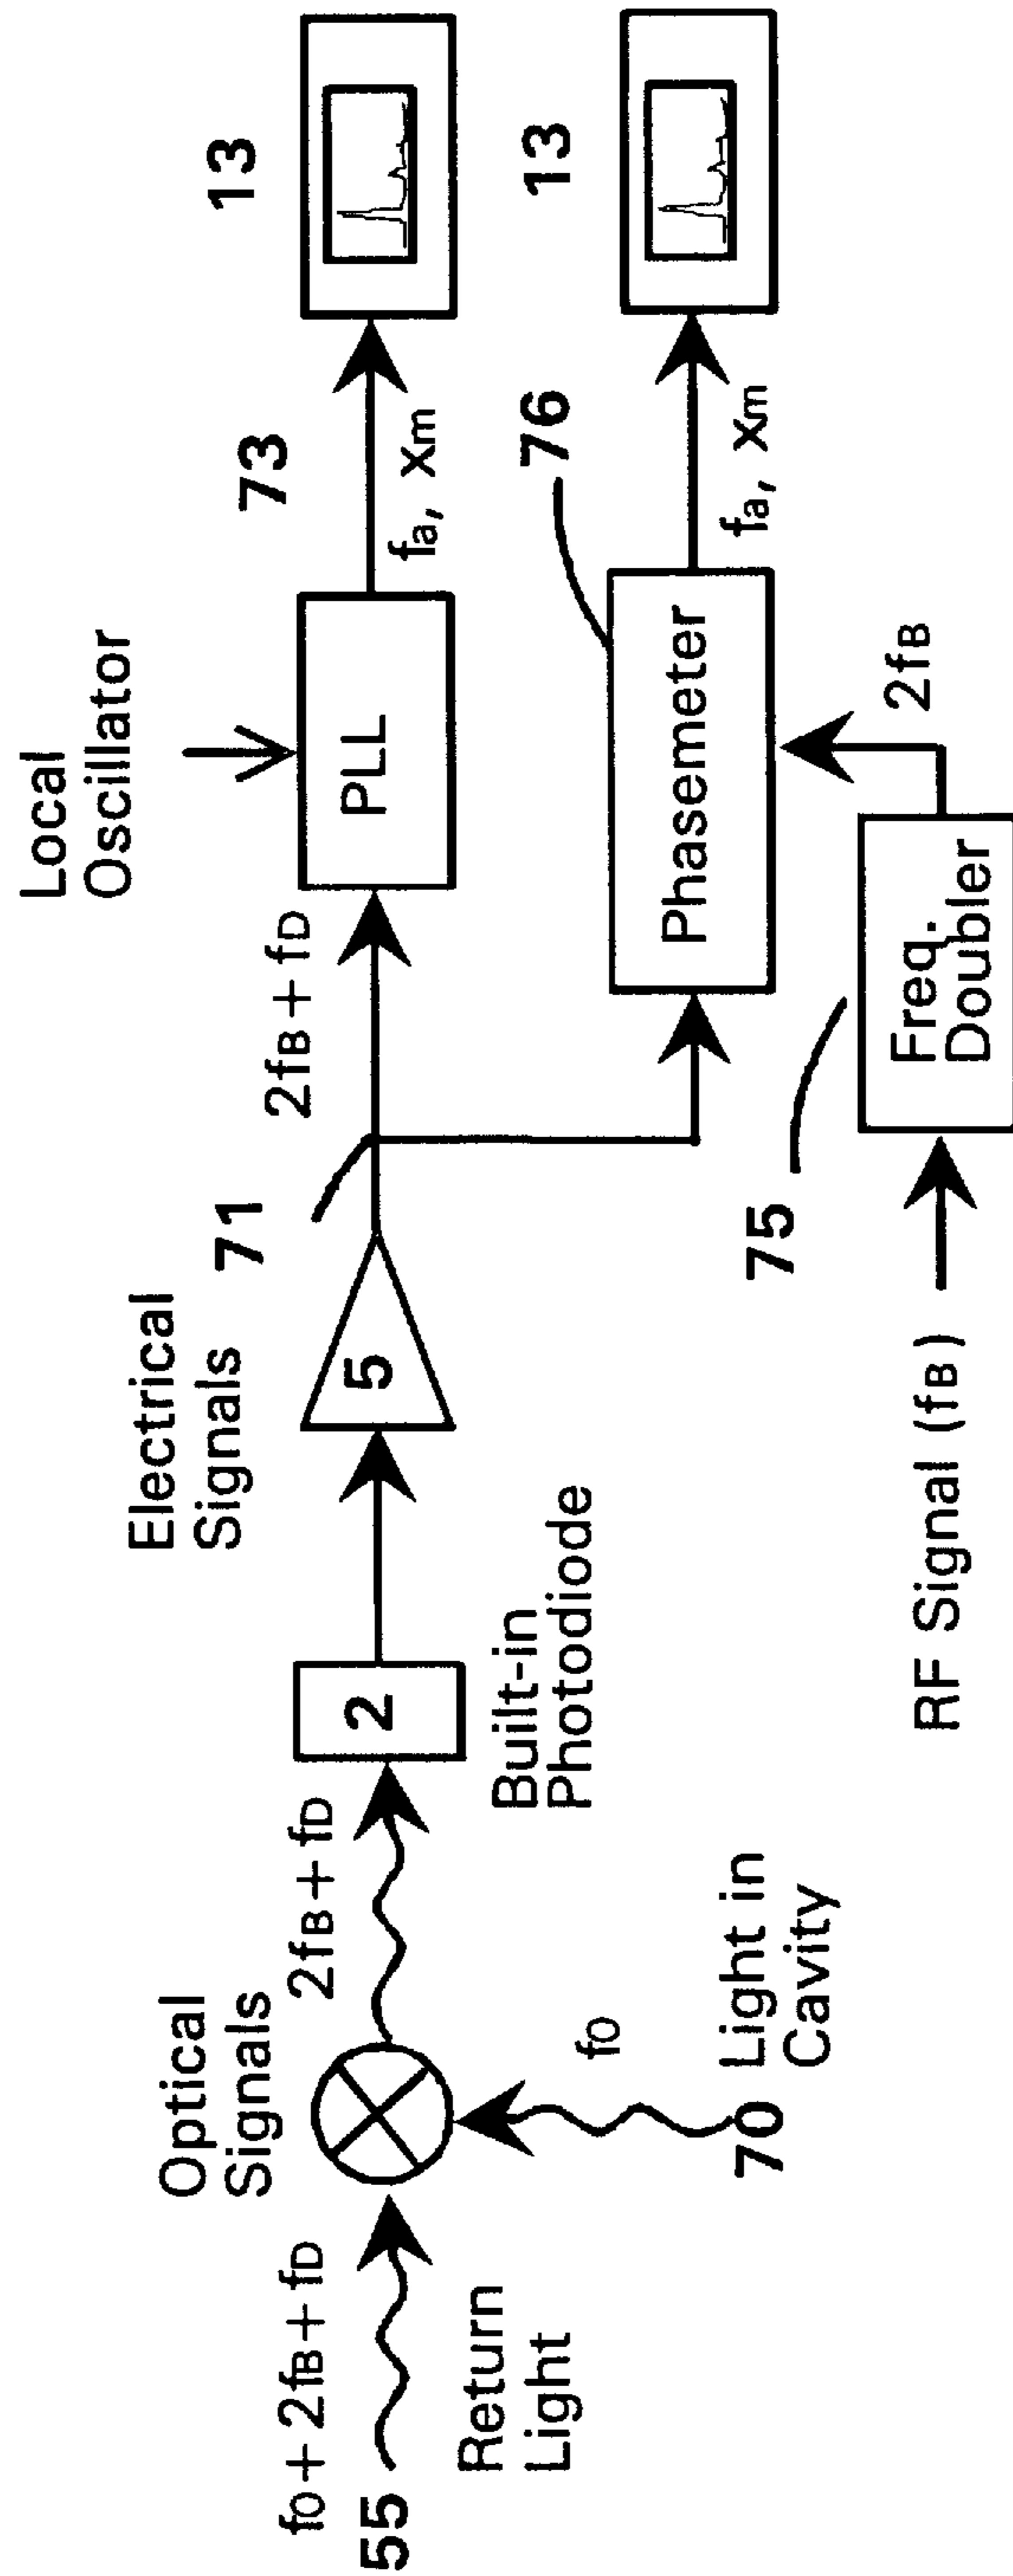 Optical
Signals
f0 + 2fB + fD
55
Return
Light
f0
70
Light in
Cavity
2fB + fD
2
Built-in
Photodiode
Electrical
Signals
5
71
2fB + fD
Local
Oscillator
PLL
73
fa, xm
13
Phasemeter
76
fa, xm
13
RF Signal (fB)
75
Freq.
Doubler
2fB